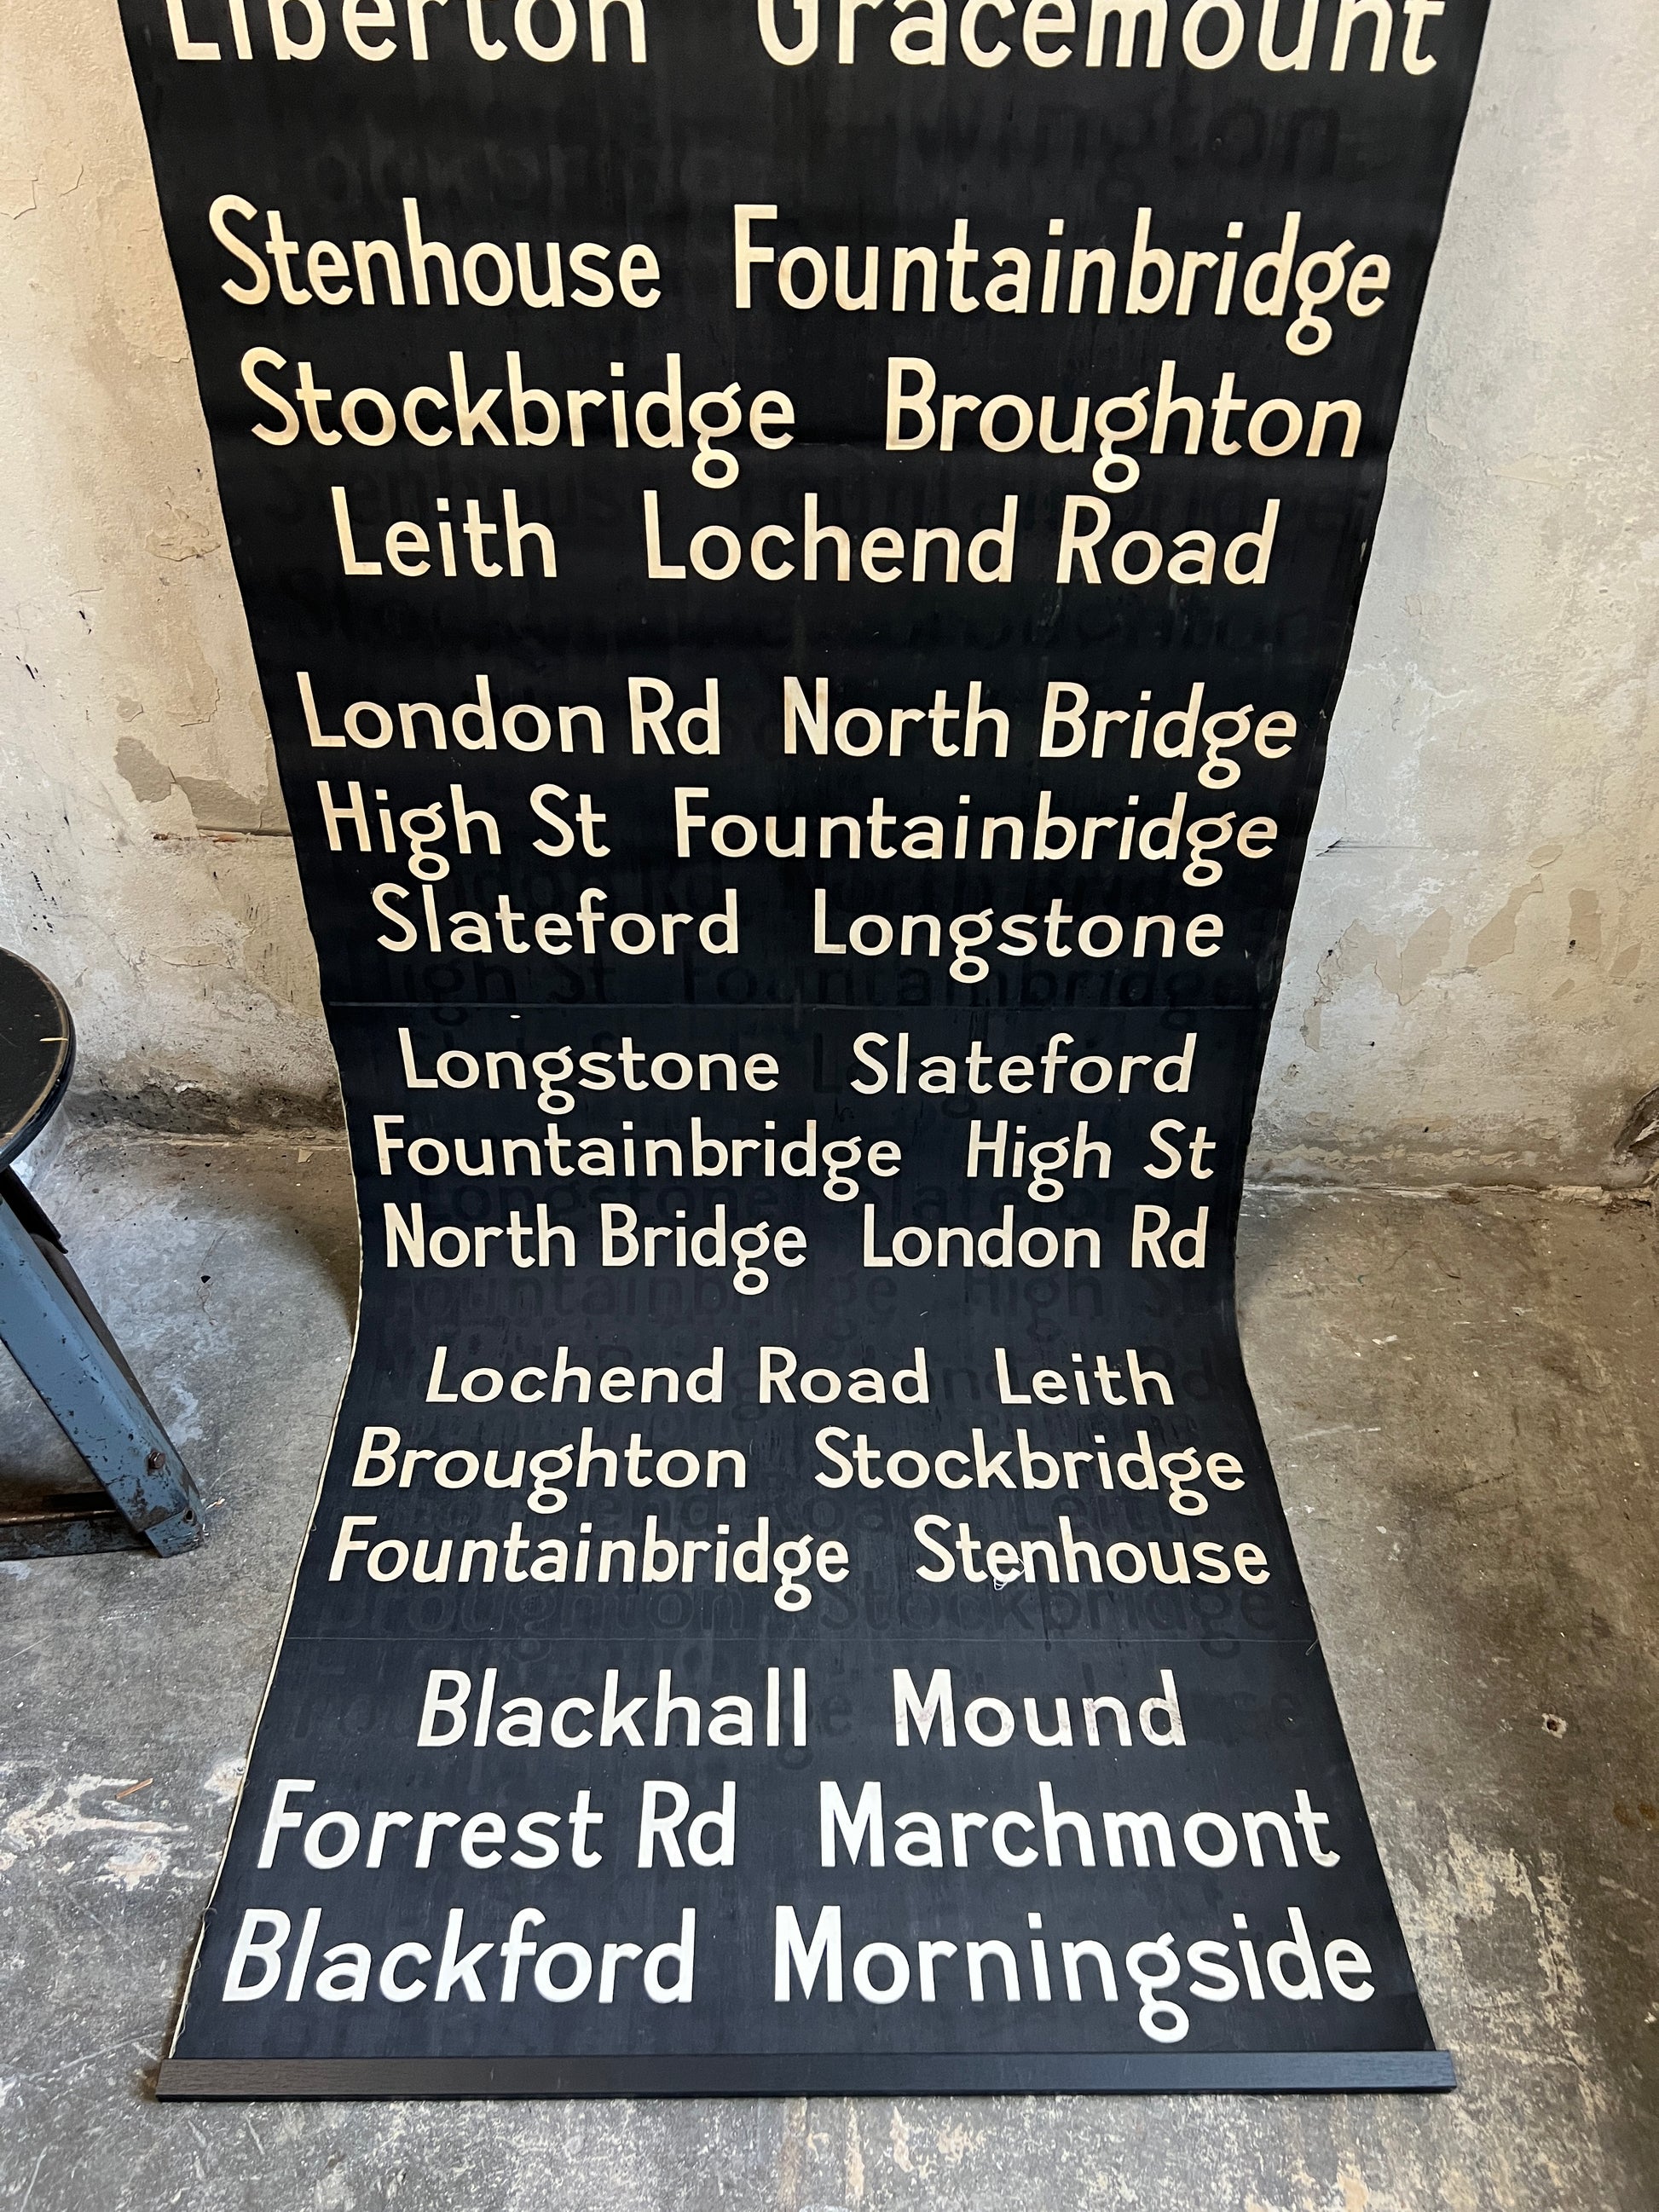 Liberton Gracemount
Stenhouse Fountainbridge
Stockbridge Broughton
Leith Lochend Road
London Rd North Bridge
High St Fountainbridge
Slateford Longstone
Longstone Slateford
Fountainbridge High St
North Bridge London Rd
Lochend Road Leith
Broughton Stockbridge
Fountainbridge Stenhouse
Blackhall Mound
Forrest Rd Marchmont
Blackford Morningside